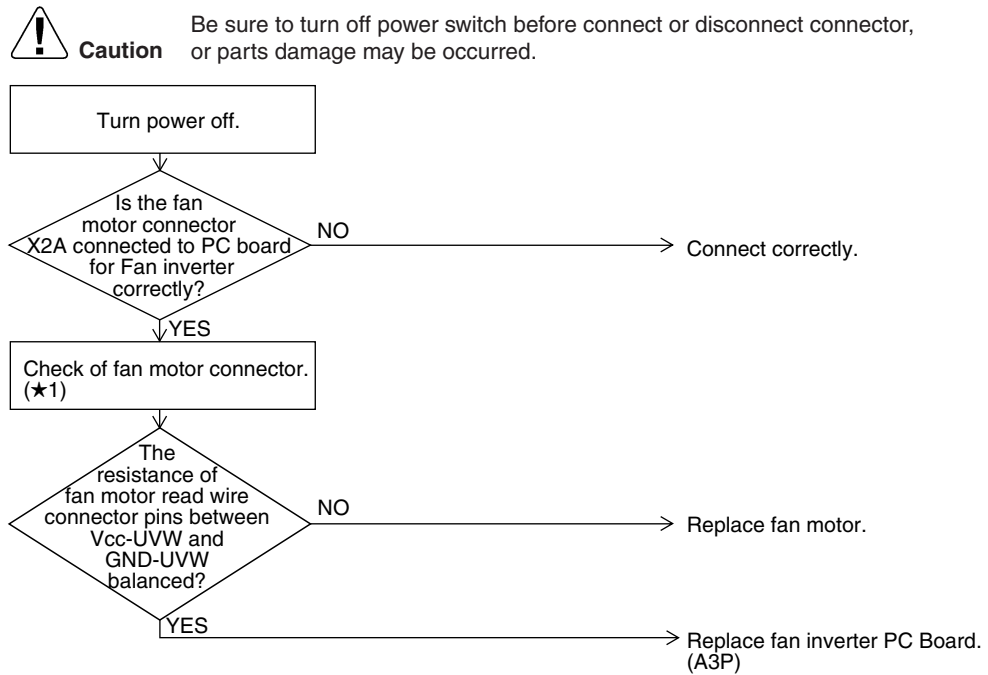 Be sure to turn off power switch before connect or disconnect connector,
Caution or parts damage may be occurred.
Turn power off.
Is the fan
motor connector
X2A connected to PC board
for Fan inverter
correctly?
NO
Connect correctly.
YES
Check of fan motor connector.
(★1)
The
resistance of
fan motor read wire
connector pins between
Vcc-UVW and
GND-UVW
balanced?
NO
Replace fan motor.
YES
Replace fan inverter PC Board.
(A3P)